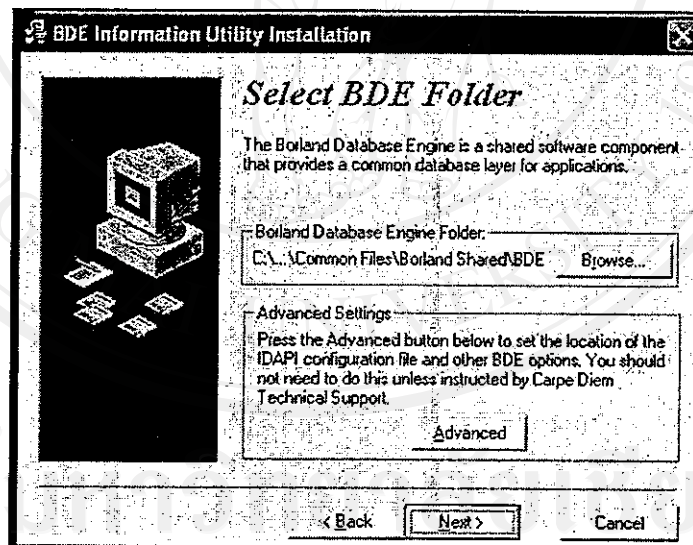 BDE Information Utility Installation
Select BDE Folder
The Borland Database Engine is a shared software component
that provides a common database layer for applications.
Borland Database Engine Folder:
C:\...\Common Files\Borland Shared\BDE
Browse...
Advanced Settings
Press the Advanced button below to set the location of the
IDAPI configuration file and other BDE options. You should
not need to do this unless instructed by Carpe Diem
Technical Support.
Advanced
< Back
Next >
Cancel